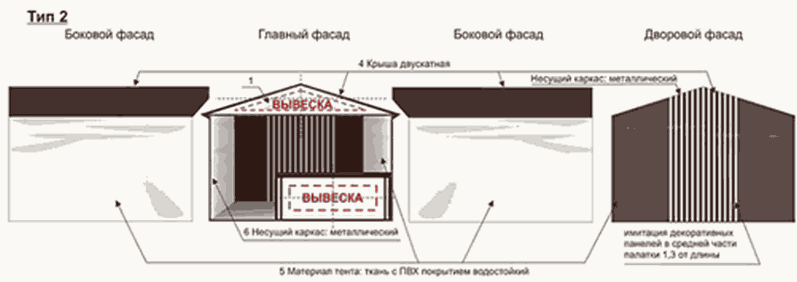 Тип 2
Боковой фасад
Главный фасад
Боковой фасад
Дворовой фасад
4 Крыша двускатная
Несущий каркас: металлический
1
ВЫВЕСКА
ВЫВЕСКА
6 Несущий каркас: металлический
имитация декоративных
панелей в средней части
палатки 1,3 от длины
5 Материал тента: ткань с ПВХ покрытием водостойкий